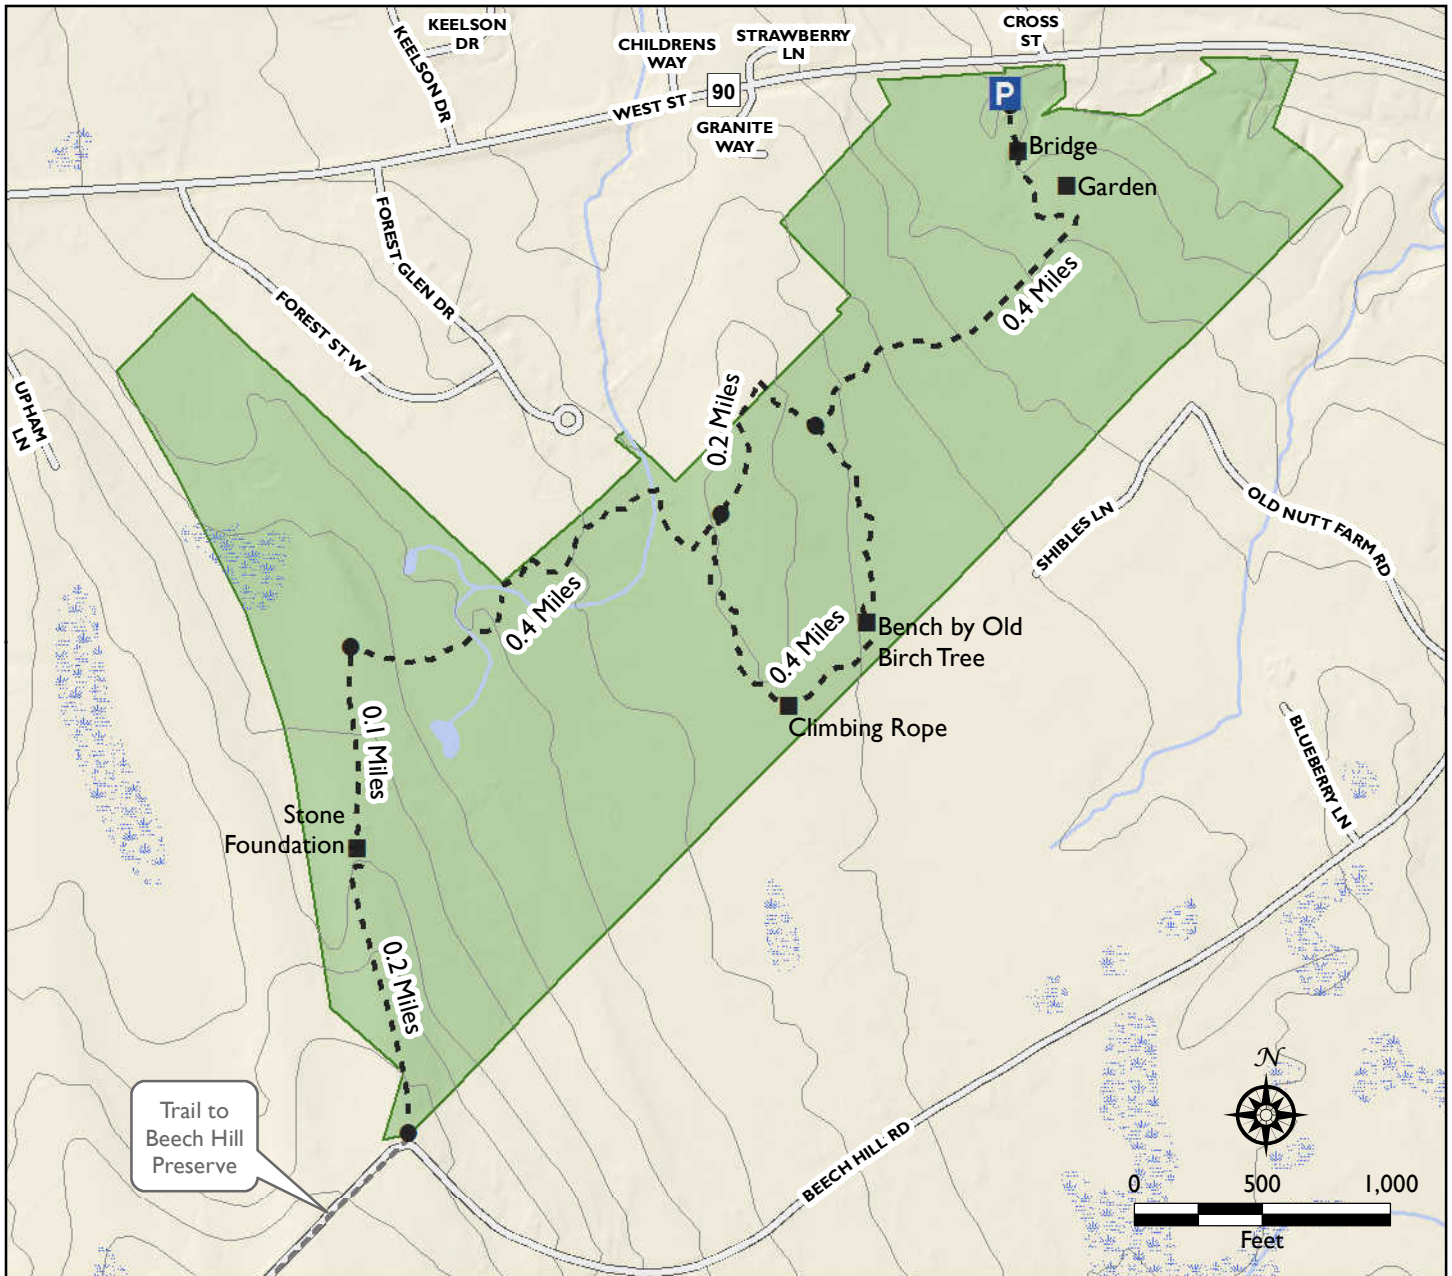 KEELSON
DR
KEELSON DR
CHILDRENS
WAY
STRAWBERRY
LN
CROSS
ST
90
WEST ST
GRANITE
WAY
P
Bridge
Garden
FOREST GLEN DR
FOREST ST W
UPHAM
LN
0.4 Miles
0.2 Miles
SHIBLES LN
OLD NUTT FARM RD
0.4 Miles
0.4 Miles
Bench by Old
Birch Tree
Climbing Rope
0.1 Miles
Stone
Foundation
BLUEBERRY LN
0.2 Miles
Trail to
Beech Hill
Preserve
BEECH HILL RD
N
0 500 1,000
Feet